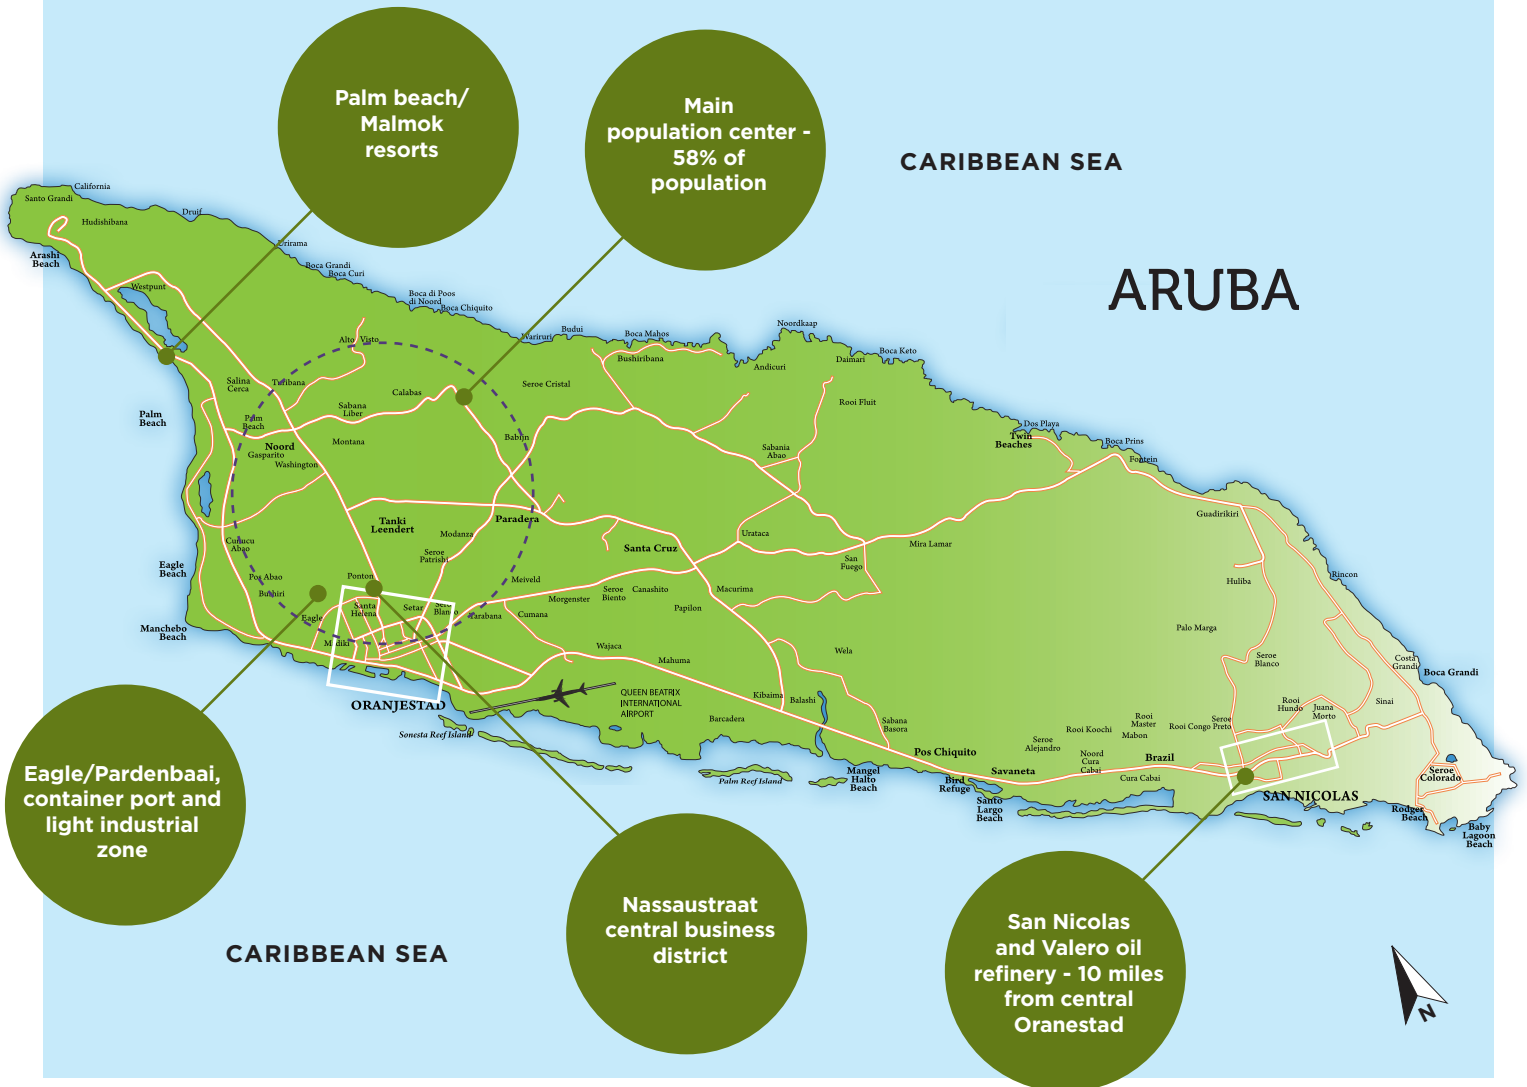 Palm beach/
Malmok
resorts
Main
population center -
58% of
population
CARIBBEAN SEA
ARUBA
California
Santo Grandi
Hudishibana
Druif
Arashi
Beach
Urirama
Boca Grandi
Boca Curi
Westpunt
Boca di Poos
di Noord
Boca Chiquito
Wariruri
Budui
Boca Mahos
Noordkaap
Boca Keto
Alto Visto
Bushiribana
Andicuri
Daimari
Salina
Cerca
Turibana
Calabas
Seroe Cristal
Rooi Fluit
Palm
Beach
Palm
Beach
Sabana
Liber
Noord
Gasparito
Washington
Montana
Babijn
Sabania
Abao
Twin
Beaches
Dos Playa
Boca Prins
Fontein
Tanki
Leendert
Paradera
Modanza
Seroe
Patrishi
Santa Cruz
Urataca
Mira Lamar
Guadirikiri
Cunucu
Abao
Eagle
Beach
Pos Abao
Bushiri
Ponton
Meiveld
San
Fuego
Huliba
Rincon
Seroe
Biento
Canashito
Macurima
Morgenster
Papilon
Manchebo
Beach
Eagle
Santa
Helena
Setar
Seroe
Blanco
Tarabana
Cumana
Palo Marga
Madiki
Wajaca
Mahuma
Wela
Seroe
Blanco
Costa
Grandi
Boca Grandi
ORANJESTAD
QUEEN BEATRIX
INTERNATIONAL
AIRPORT
Kibaima
Balashi
Barcadera
Sabana
Basora
Sonesta Reef Island
Palm Reef Island
Mangel
Halto
Beach
Pos Chiquito
Bird
Refuge
Savaneta
Santo
Largo
Beach
Seroe
Alejandro
Rooi Koochi
Noord
Cura
Cabai
Rooi
Master
Mabon
Brazil
Cura Cabai
Rooi Congo
Seroe
Preto
Rooi
Hundo
Juana
Morto
Sinai
SAN NICOLAS
Seroe
Colorado
Rodger
Beach
Baby
Lagoon
Beach
Eagle/Pardenbaai,
container port and
light industrial
zone
CARIBBEAN SEA
Nassaustraat
central business
district
San Nicolas
and Valero oil
refinery - 10 miles
from central
Oranestad
N